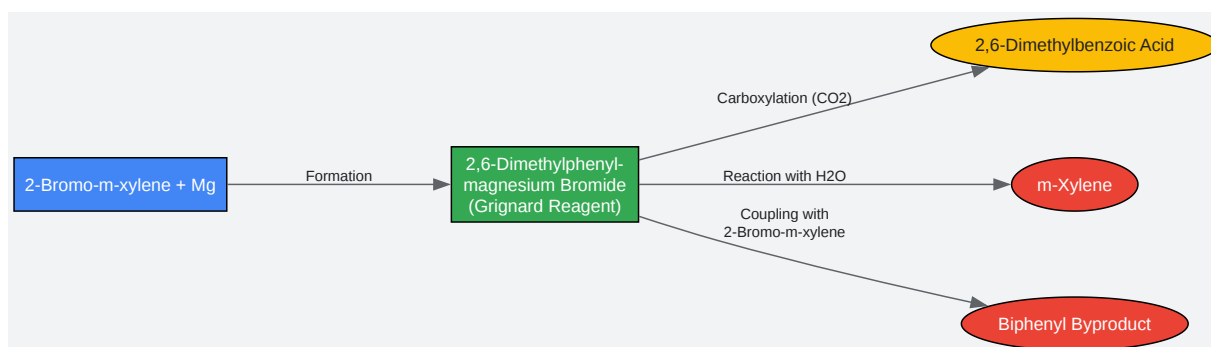 2,6-Dimethylbenzoic Acid
Carboxylation (CO2)
2-Bromo-m-xylene + Mg
Formation
2,6-Dimethylphenyl-
magnesium Bromide
(Grignard Reagent)
Reaction with H2O
m-Xylene
Coupling with
2-Bromo-m-xylene
Biphenyl Byproduct